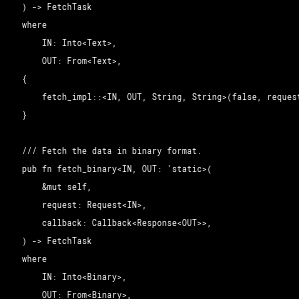 ) -> FetchTask
where
    IN: Into<Text>,
    OUT: From<Text>,
{
    fetch_impl::<IN, OUT, String, String>(false, request
}
/// Fetch the data in binary format.
pub fn fetch_binary<IN, OUT: 'static>(
    &mut self,
    request: Request<IN>,
    callback: Callback<Response<OUT>>,
) -> FetchTask
where
    IN: Into<Binary>,
    OUT: From<Binary>,